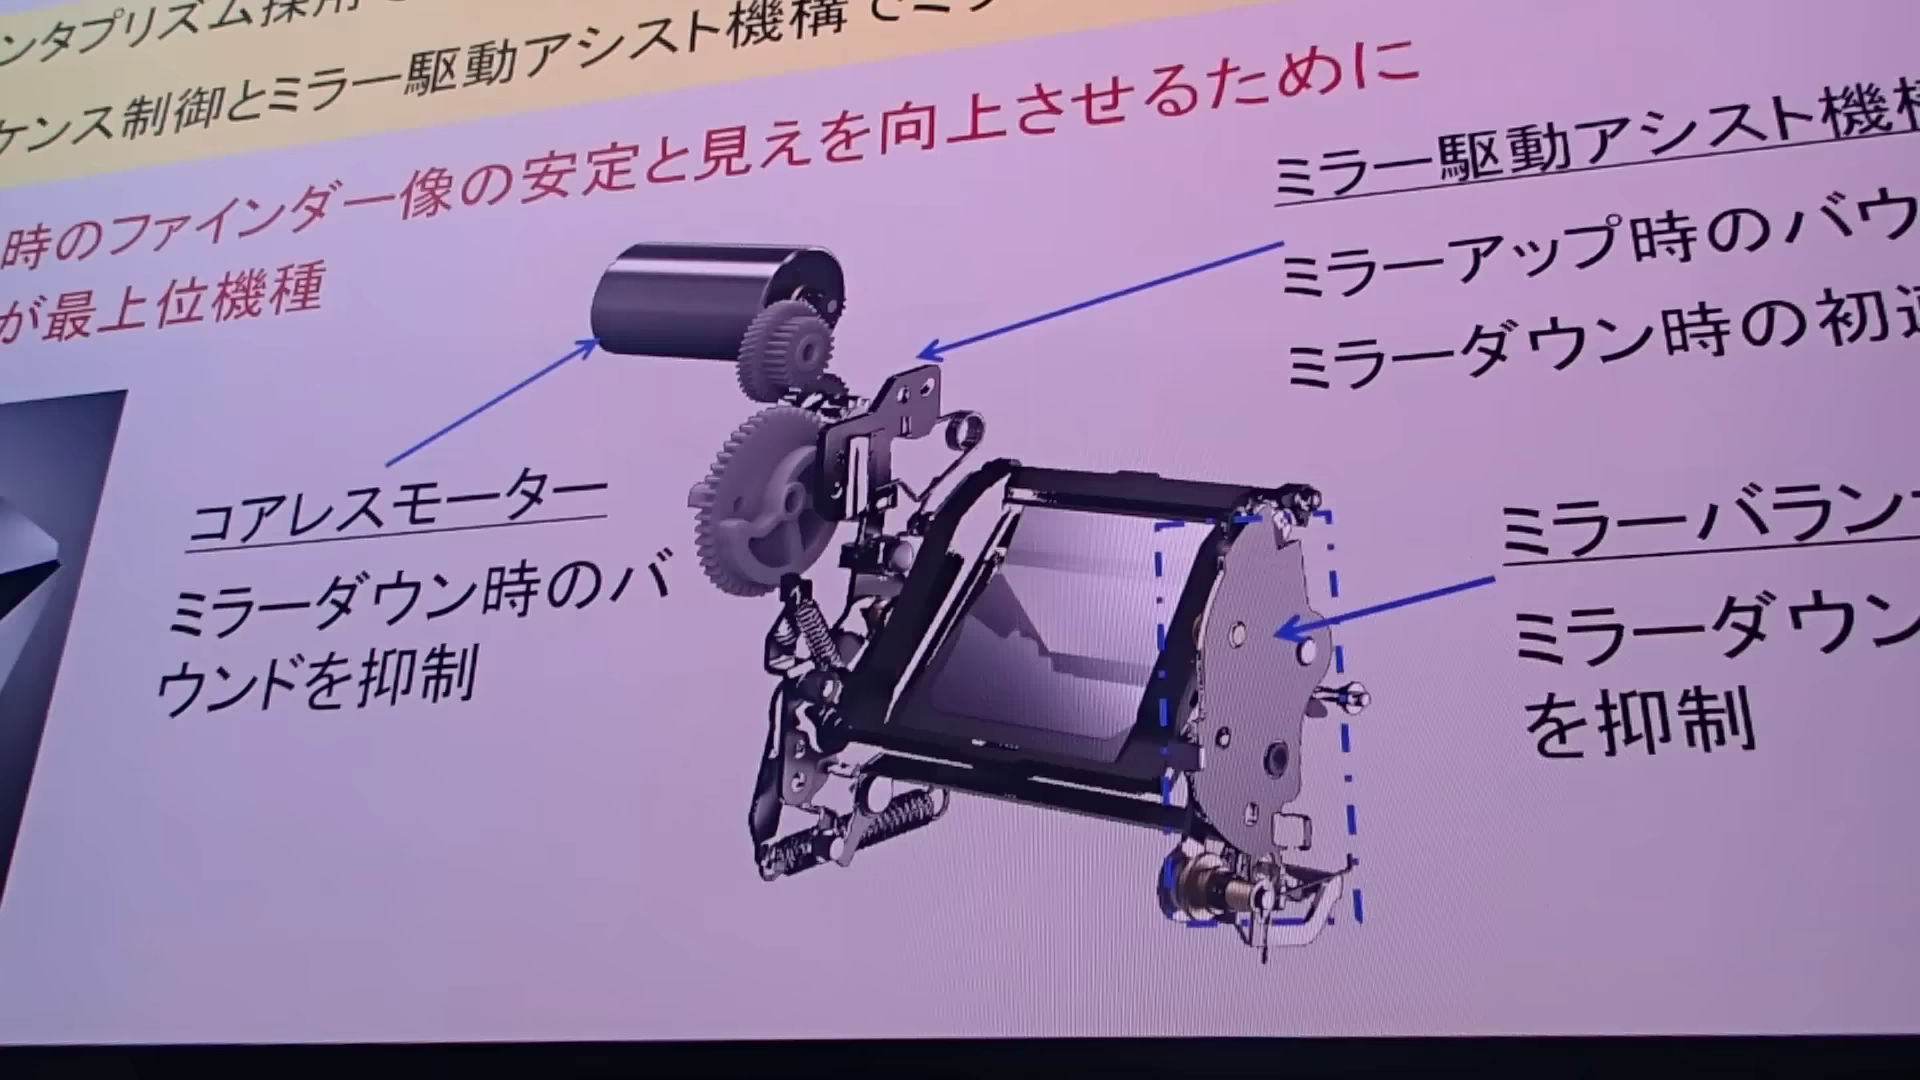 ンタプリズム採用
ケンス制御とミラー駆動アシスト機構でミラ
時のファインダー像の安定と見えを向上させるために
が最上位機種
ミラー駆動アシスト機構
ミラーアップ時のバウ
ミラーダウン時の初速
コアレスモーター
ミラーダウン時のバ
ウンドを抑制
ミラーバラン
ミラーダウン
を抑制